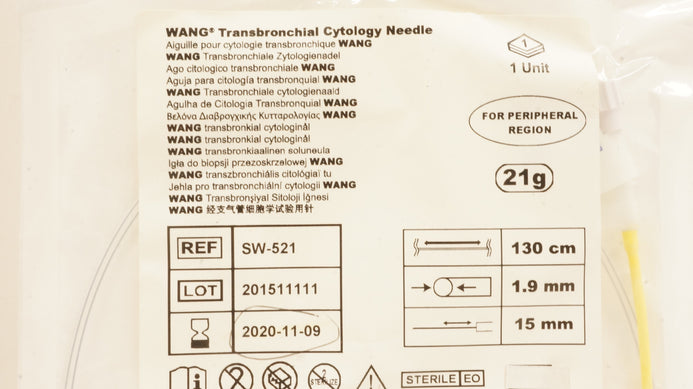 WANG® Transbronchial Cytology Needle
Aiguille pour cytologie transbronchique WANG
WANG Transbronchiale Zytologienadel
Ago citologico transbronchiale WANG
Aguja para citología transbronquial WANG
WANG Transbronchiale cytologienaald
Agulha de Citologia Transbronquial WANG
Βελόνα Διαβρογχικής Κυτταρολογίας WANG
WANG transbronkial cytologinål
WANG transbronkial cytologinål
WANG transbronkiaalinen soluneula
Igła do biopsji przezoskrzelowej WANG
WANG transzbronchiális citológiai tu
Jehla pro transbronchiální cytologii WANG
WANG Transbronşiyal Sitoloji İğnesi
WANG 经支气管细胞学试验用针
1
1 Unit
FOR PERIPHERAL
REGION
21g
REF SW-521
LOT 201511111
2020-11-09
130 cm
1.9 mm
15 mm
2
STERILIZE
STERILE EO